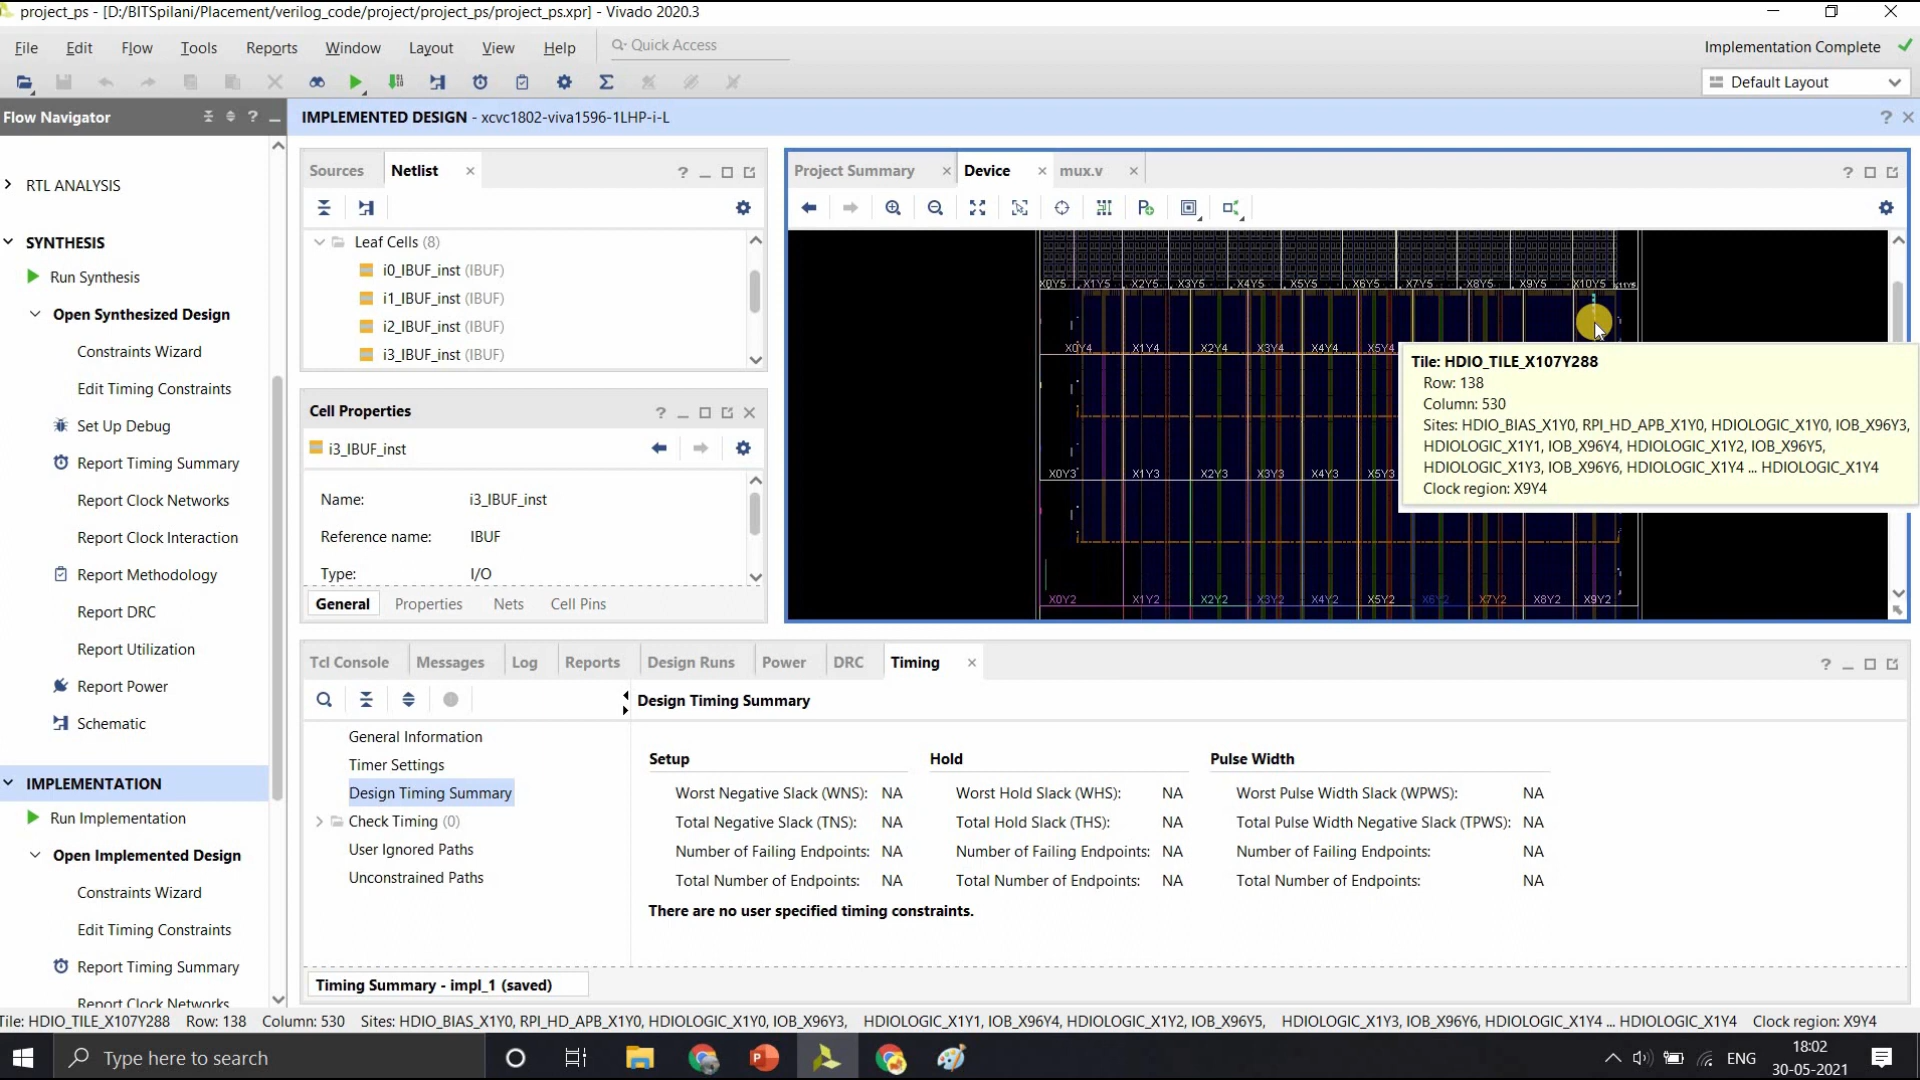 project_ps - [D:/BITSpilani/Placement/verilog_code/project/project_ps/project_ps.xpr] - Vivado 2020.3
File Edit Flow Tools Reports Window Layout View Help Quick Access
Implementation Complete
Default Layout
Flow Navigator
IMPLEMENTED DESIGN - xcvc1802-viva1596-1LHP-i-L
RTL ANALYSIS
SYNTHESIS
Run Synthesis
Open Synthesized Design
Constraints Wizard
Edit Timing Constraints
Set Up Debug
Report Timing Summary
Report Clock Networks
Report Clock Interaction
Report Methodology
Report DRC
Report Utilization
Report Power
Schematic
IMPLEMENTATION
Run Implementation
Open Implemented Design
Constraints Wizard
Edit Timing Constraints
Report Timing Summary
Report Clock Networks
Sources Netlist
Leaf Cells (8)
i0_IBUF_inst (IBUF)
i1_IBUF_inst (IBUF)
i2_IBUF_inst (IBUF)
i3_IBUF_inst (IBUF)
Cell Properties
i3_IBUF_inst
Name: i3_IBUF_inst
Reference name: IBUF
Type: I/O
General Properties Nets Cell Pins
Project Summary Device mux.v
X0Y5 X1Y5 X2Y5 X3Y5 X4Y5 X5Y5 X6Y5 X7Y5 X8Y5 X9Y5 X10Y5 X11Y5
X0Y4 X1Y4 X2Y4 X3Y4 X4Y4 X5Y4
X0Y3 X1Y3 X2Y3 X3Y3 X4Y3 X5Y3
X0Y2 X1Y2 X2Y2 X3Y2 X4Y2 X5Y2 X6Y2 X7Y2 X8Y2 X9Y2
Tile: HDIO_TILE_X107Y288
Row: 138
Column: 530
Sites: HDIO_BIAS_X1Y0, RPI_HD_APB_X1Y0, HDIOLOGIC_X1Y0, IOB_X96Y3,
HDIOLOGIC_X1Y1, IOB_X96Y4, HDIOLOGIC_X1Y2, IOB_X96Y5,
HDIOLOGIC_X1Y3, IOB_X96Y6, HDIOLOGIC_X1Y4 ... HDIOLOGIC_X1Y4
Clock region: X9Y4
Tcl Console Messages Log Reports Design Runs Power DRC Timing
General Information
Timer Settings
Design Timing Summary
Check Timing (0)
User Ignored Paths
Unconstrained Paths
Design Timing Summary
Setup Hold Pulse Width
Worst Negative Slack (WNS): NA Worst Hold Slack (WHS): NA Worst Pulse Width Slack (WPWS): NA
Total Negative Slack (TNS): NA Total Hold Slack (THS): NA Total Pulse Width Negative Slack (TPWS): NA
Number of Failing Endpoints: NA Number of Failing Endpoints: NA Number of Failing Endpoints: NA
Total Number of Endpoints: NA Total Number of Endpoints: NA Total Number of Endpoints: NA
There are no user specified timing constraints.
Timing Summary - impl_1 (saved)
Tile: HDIO_TILE_X107Y288 Row: 138 Column: 530 Sites: HDIO_BIAS_X1Y0, RPI_HD_APB_X1Y0, HDIOLOGIC_X1Y0, IOB_X96Y3, HDIOLOGIC_X1Y1, IOB_X96Y4, HDIOLOGIC_X1Y2, IOB_X96Y5, HDIOLOGIC_X1Y3, IOB_X96Y6, HDIOLOGIC_X1Y4 ... HDIOLOGIC_X1Y4 Clock region: X9Y4
Type here to search
ENG
18:02
30-05-2021